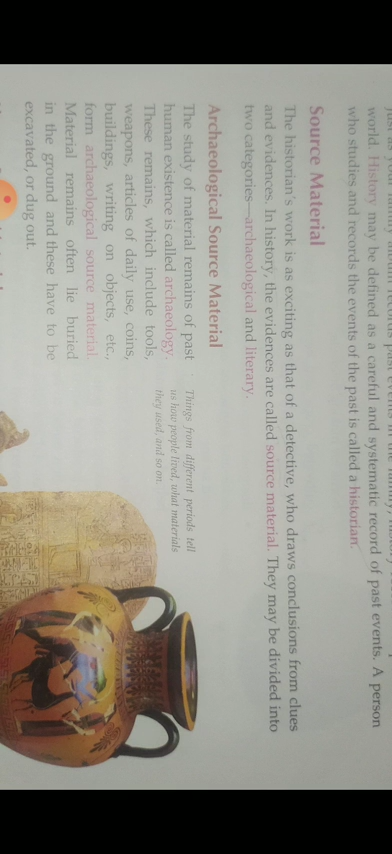 world. History may be defined as a careful and systematic record of past events. A person
who studies and records the events of the past is called a historian.
Source Material
The historian's work is as exciting as that of a detective, who draws conclusions from clues
and evidences. In history, the evidences are called source material. They may be divided into
two categories—archaeological and literary.
Archaeological Source Material
The study of material remains of past
human existence is called archaeology.
These remains, which include tools,
weapons, articles of daily use, coins,
buildings, writing on objects, etc.,
form archaeological source material.
Material remains often lie buried
in the ground and these have to be
excavated, or dug out.
Things from different periods tell
us how people lived, what materials
they used, and so on.